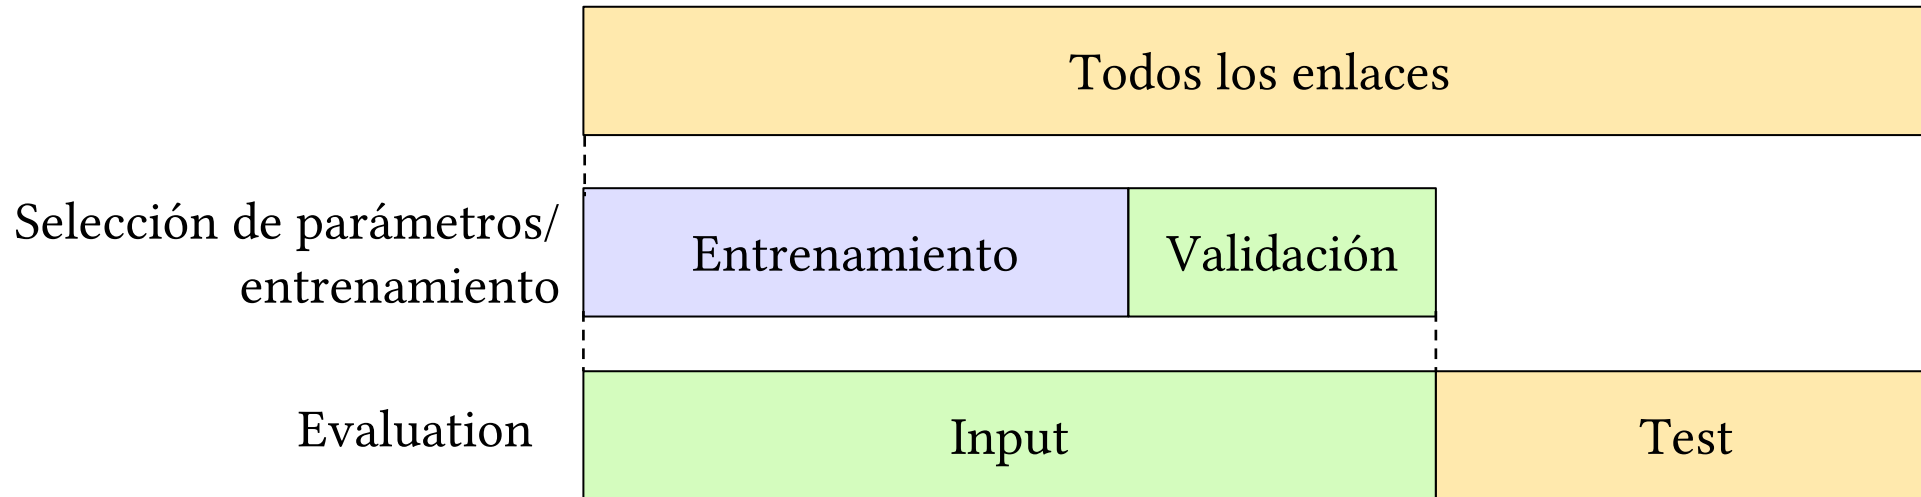 Todos los enlaces
Selección de parámetros/
entrenamiento
Entrenamiento
Validación
Evaluation
Input
Test